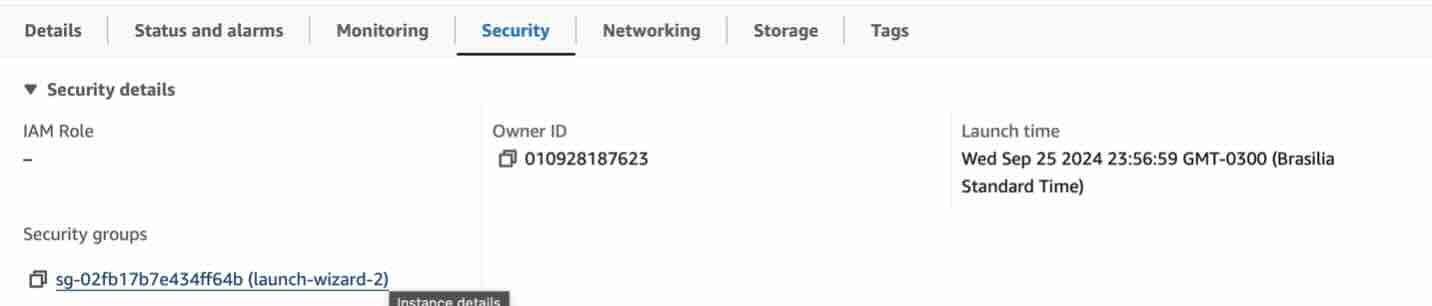 Details Status and alarms Monitoring Security Networking Storage Tags
▼ Security details
IAM Role
–
Owner ID
010928187623
Launch time
Wed Sep 25 2024 23:56:59 GMT-0300 (Brasilia
Standard Time)
Security groups
sg-02fb17b7e434ff64b (launch-wizard-2)
Instance details